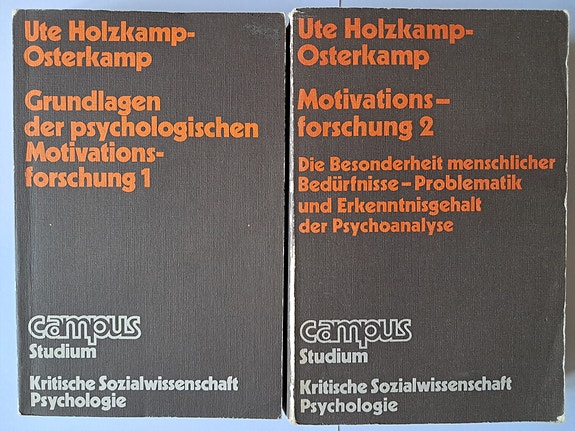 Ute Holzkamp-
Osterkamp
Grundlagen
der psychologischen
Motivations-
forschung 1
campus
Studium
Kritische Sozialwissenschaft
Psychologie
Ute Holzkamp-
Osterkamp
Motivations-
forschung 2
Die Besonderheit menschlicher
Bedürfnisse – Problematik
und Erkenntnisgehalt
der Psychoanalyse
campus
Studium
Kritische Sozialwissenschaft
Psychologie